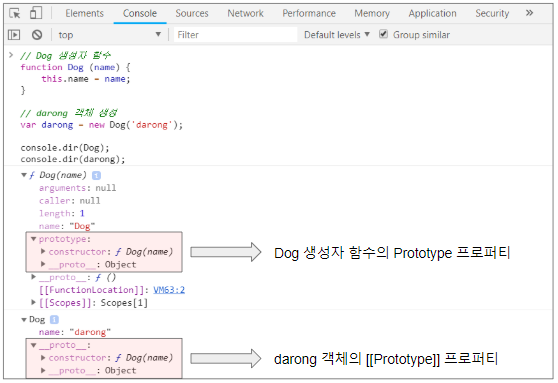 Elements Console Sources Network Performance Memory Application Security »
top ▼ Filter Default levels ▼ Group similar
> // Dog 생성자 함수
function Dog (name) {
this.name = name;
}
// darong 객체 생성
var darong = new Dog('darong');
console.dir(Dog);
console.dir(darong);
▼ ƒ Dog(name) i
arguments: null
caller: null
length: 1
name: "Dog"
▼ prototype:
▶ constructor: ƒ Dog(name)
▶ __proto__: Object
Dog 생성자 함수의 Prototype 프로퍼티
▶ __proto__: ƒ ()
[[FunctionLocation]]: VM63:2
▶ [[Scopes]]: Scopes[1]
▼ Dog i
name: "darong"
▼ __proto__:
▶ constructor: ƒ Dog(name)
▶ __proto__: Object
darong 객체의 [[Prototype]] 프로퍼티